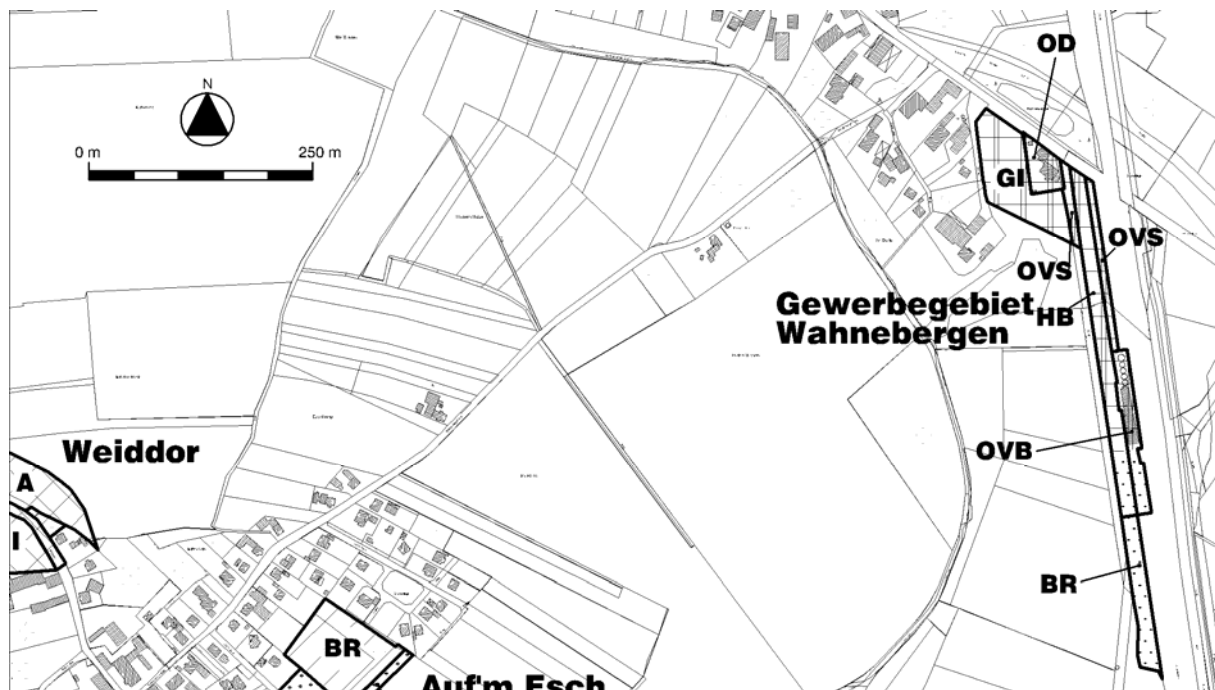 OD
N
0 m
250 m
GI
OVS
OVS
Gewerbegebiet
HB
Wahnebergen
Weiddor
OVB
A
I
BR
BR
Auf'm Esch